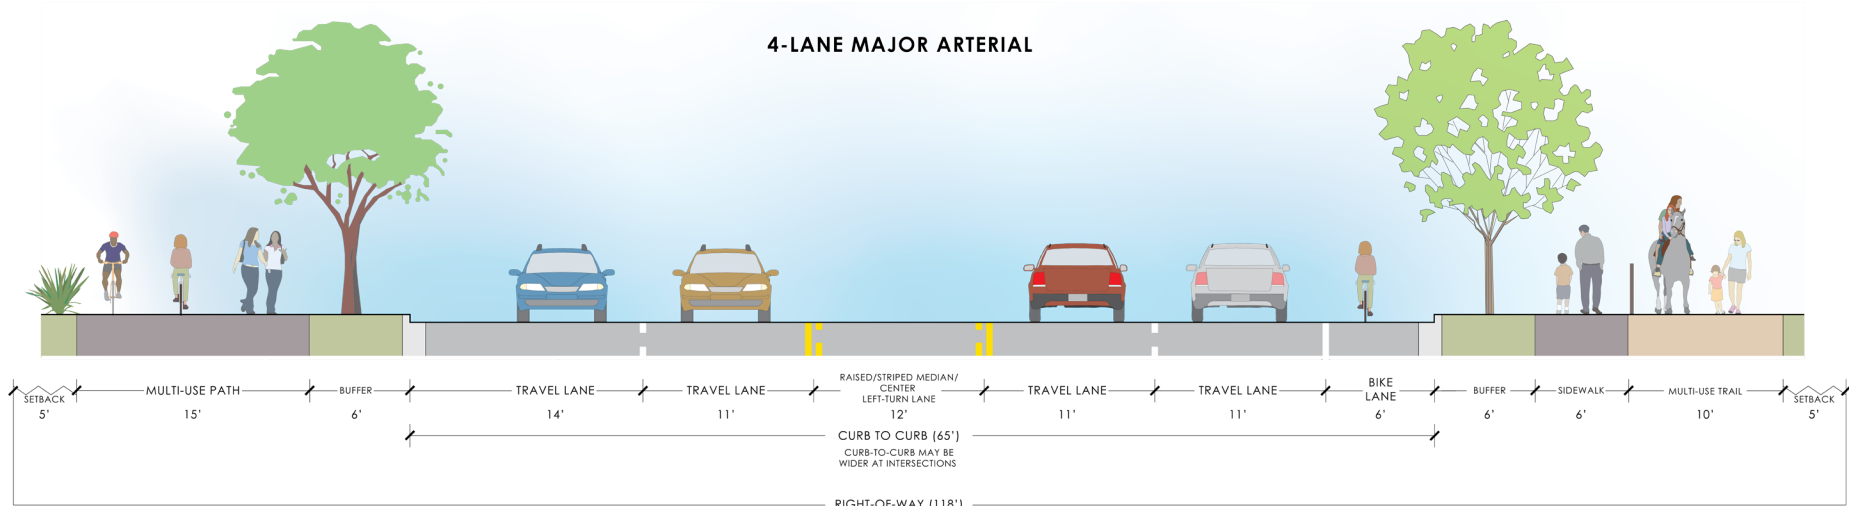 4-LANE MAJOR ARTERIAL
SETBACK
5'
MULTI-USE PATH
15'
BUFFER
6'
TRAVEL LANE
14'
TRAVEL LANE
11'
RAISED/STRIPED MEDIAN/
CENTER
LEFT-TURN LANE
12'
TRAVEL LANE
11'
TRAVEL LANE
11'
BIKE
LANE
6'
BUFFER
6'
SIDEWALK
6'
MULTI-USE TRAIL
10'
SETBACK
5'
CURB TO CURB (65')
CURB-TO-CURB MAY BE
WIDER AT INTERSECTIONS
RIGHT-OF-WAY (118')